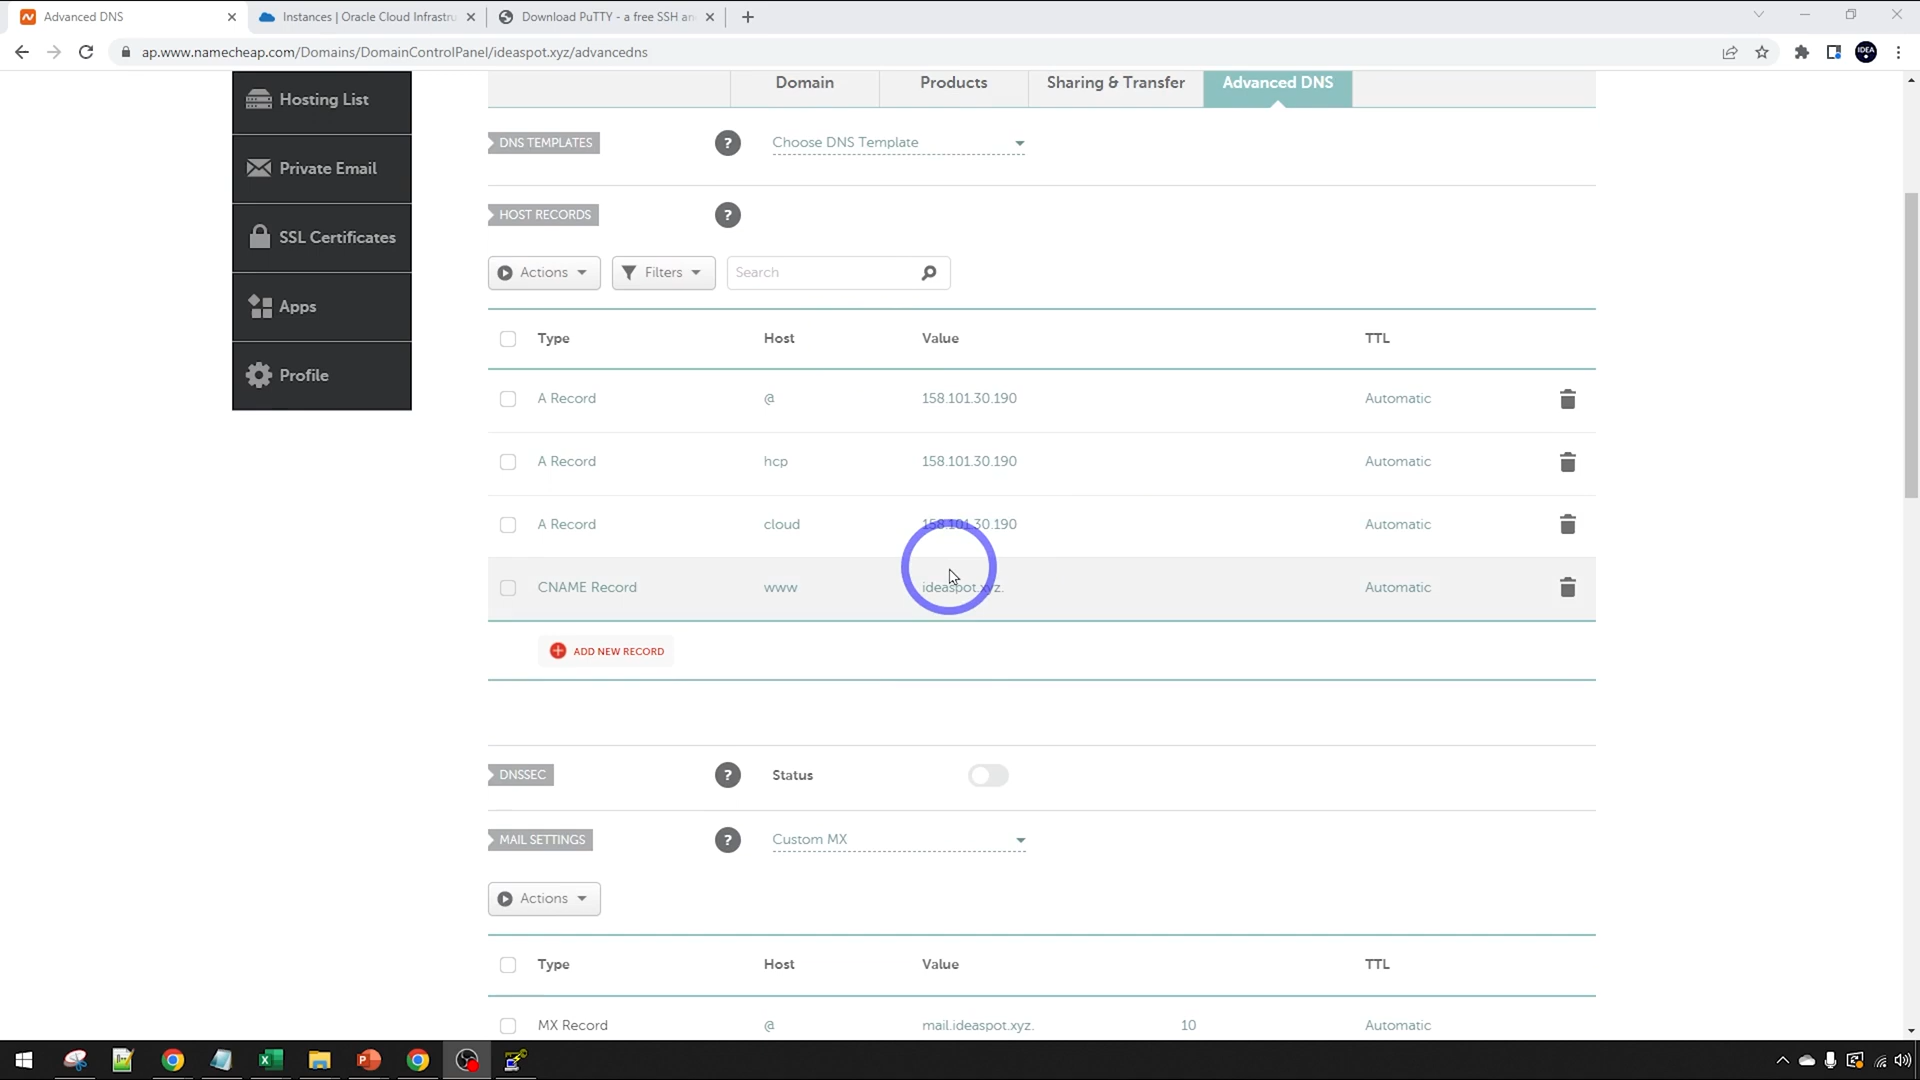 Advanced DNS
Instances | Oracle Cloud Infrastru
Download PuTTY - a free SSH an
ap.www.namecheap.com/Domains/DomainControlPanel/ideaspot.xyz/advancedns
IDEA
Hosting List
Private Email
SSL Certificates
Apps
Profile
Domain Products Sharing & Transfer Advanced DNS
DNS TEMPLATES ? Choose DNS Template
HOST RECORDS ?
Actions Filters Search
Type Host Value TTL
A Record @ 158.101.30.190 Automatic
A Record hcp 158.101.30.190 Automatic
A Record cloud 158.101.30.190 Automatic
CNAME Record www ideaspot.xyz. Automatic
ADD NEW RECORD
DNSSEC ? Status
MAIL SETTINGS ? Custom MX
Actions
Type Host Value TTL
MX Record @ mail.ideaspot.xyz. 10 Automatic